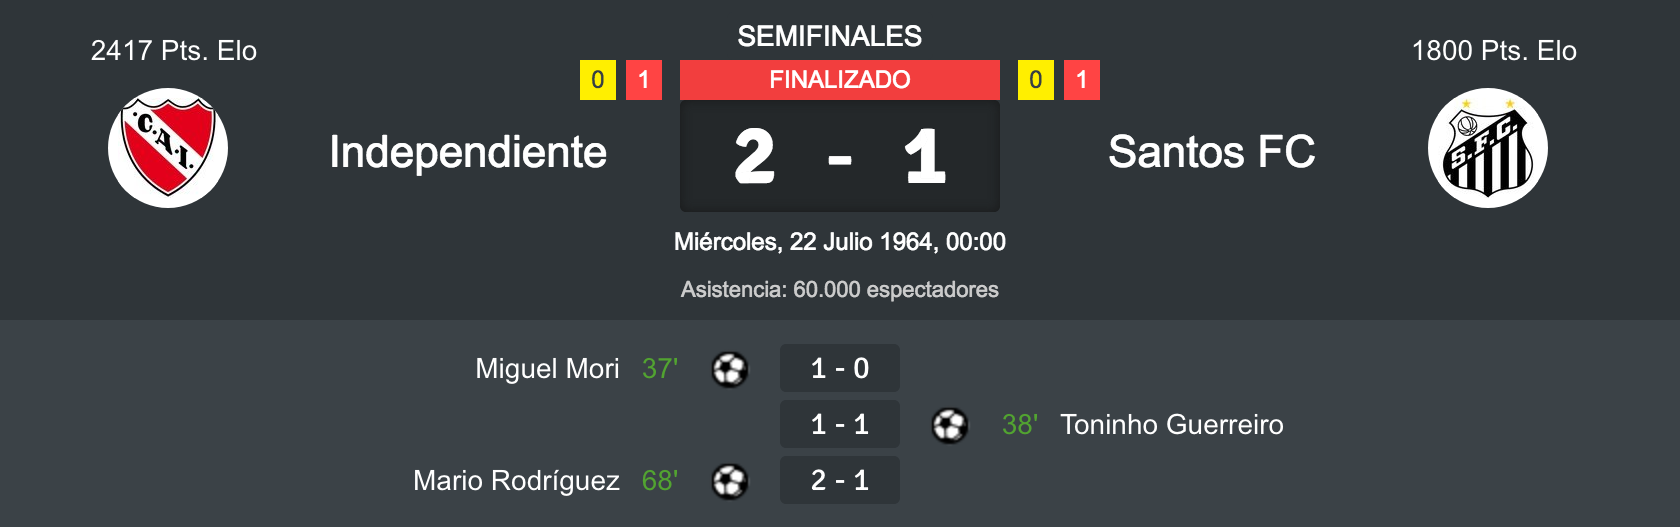 2417 Pts. Elo
SEMIFINALES
1800 Pts. Elo
0 1 FINALIZADO 0 1
C.A.I.
Independiente 2 - 1 Santos FC
S.F.C.
Miércoles, 22 Julio 1964, 00:00
Asistencia: 60.000 espectadores
Miguel Mori 37' 1 - 0
1 - 1 38' Toninho Guerreiro
Mario Rodríguez 68' 2 - 1